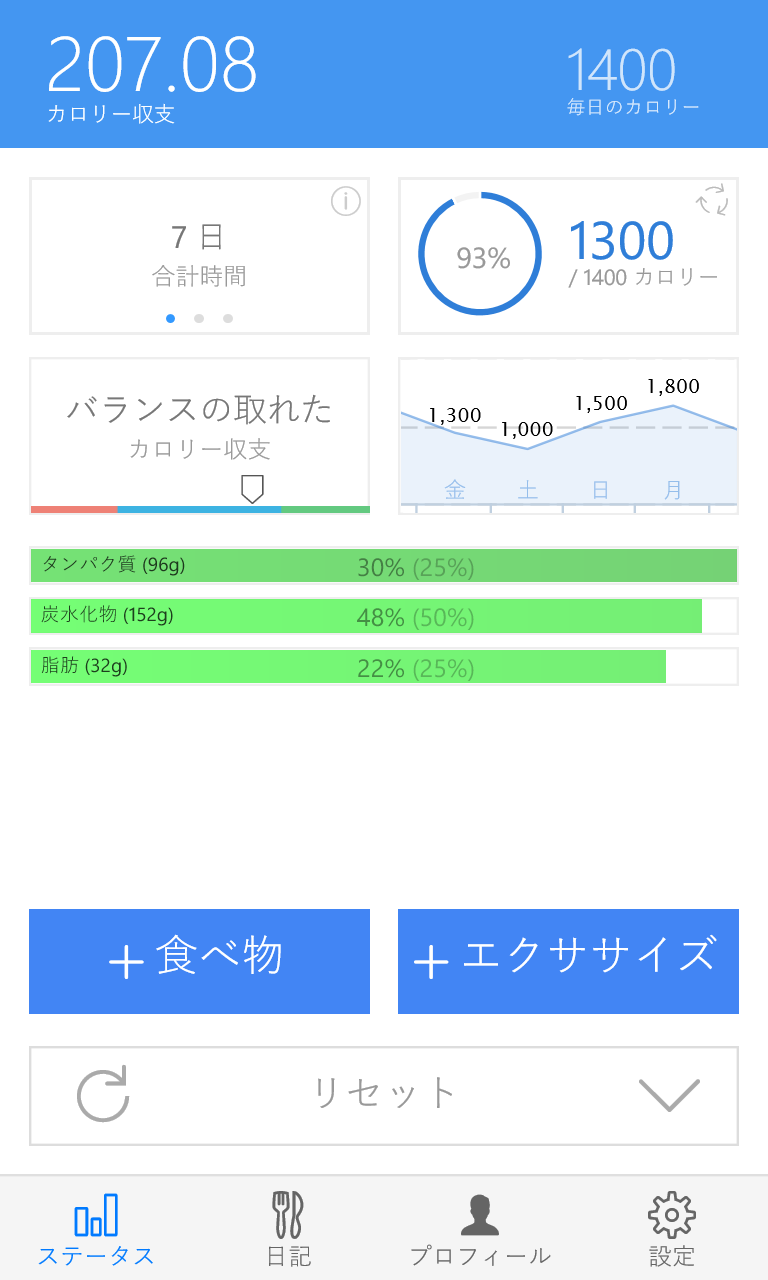 207.08
カロリー収支
1400
毎日のカロリー
7 日
合計時間
93%
1300
/ 1400 カロリー
バランスの取れた
カロリー収支
1,300
1,000
1,500
1,800
金 土 日 月
タンパク質 (96g) 30% (25%)
炭水化物 (152g) 48% (50%)
脂肪 (32g) 22% (25%)
+ 食べ物
+ エクササイズ
リセット
ステータス
日記
プロフィール
設定